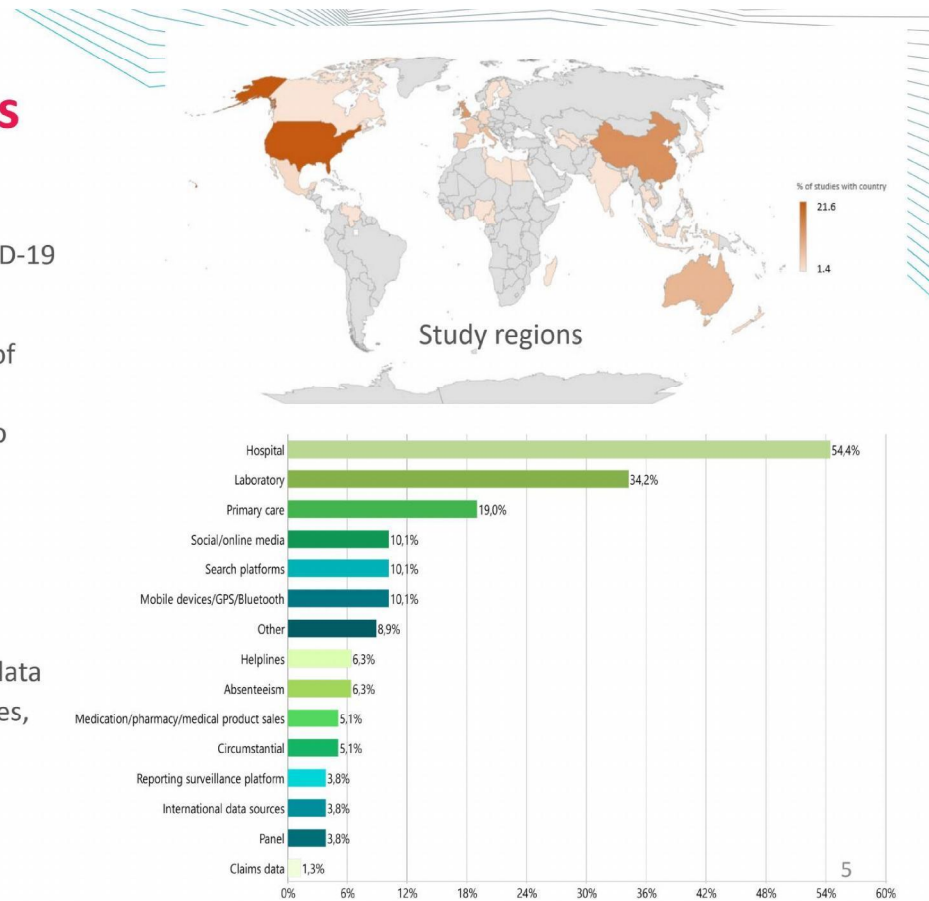 s
D-19
of
o
data
es,
% of studies with country
21.6
1.4
Study regions
Hospital 54,4%
Laboratory 34,2%
Primary care 19,0%
Social/online media 10,1%
Search platforms 10,1%
Mobile devices/GPS/Bluetooth 10,1%
Other 8,9%
Helplines 6,3%
Absenteeism 6,3%
Medication/pharmacy/medical product sales 5,1%
Circumstantial 5,1%
Reporting surveillance platform 3,8%
International data sources 3,8%
Panel 3,8%
Claims data 1,3%
5
0% 6% 12% 18% 24% 30% 36% 42% 48% 54% 60%